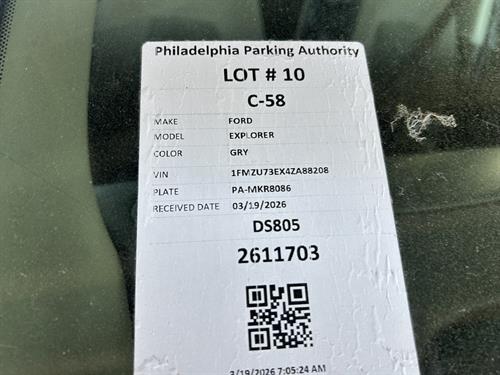 Philadelphia Parking Authority
LOT # 10
C-58
MAKE FORD
MODEL EXPLORER
COLOR GRY
VIN 1FMZU73EX4ZA88208
PLATE PA-MKR8086
RECEIVED DATE 03/19/2026
DS805
2611703
3/19/2026 7:05:24 AM